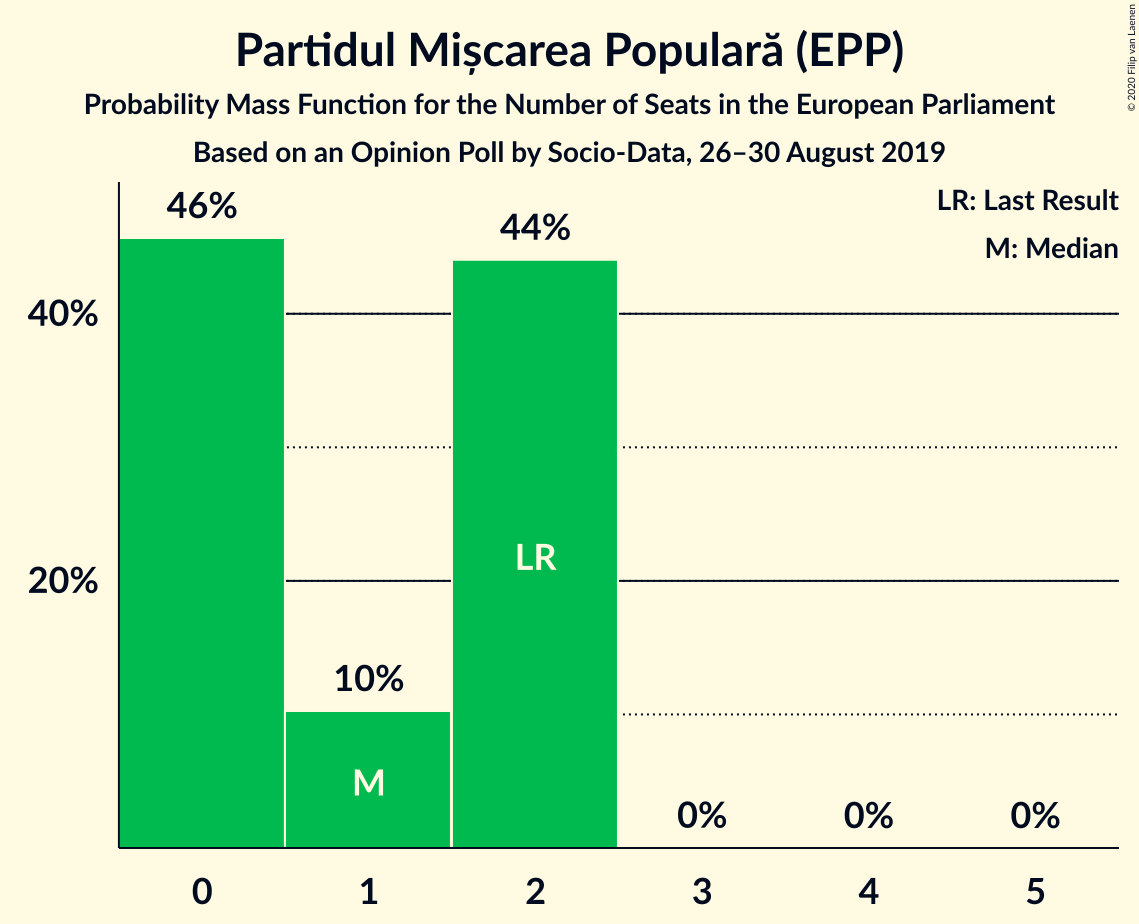 Partidul Mișcarea Populară (EPP)
Probability Mass Function for the Number of Seats in the European Parliament
Based on an Opinion Poll by Socio-Data, 26–30 August 2019
© 2020 Filip van Laenen
LR: Last Result
M: Median
46%
44%
40%
LR
20%
10%
M
0%
0%
0%
0
1
2
3
4
5